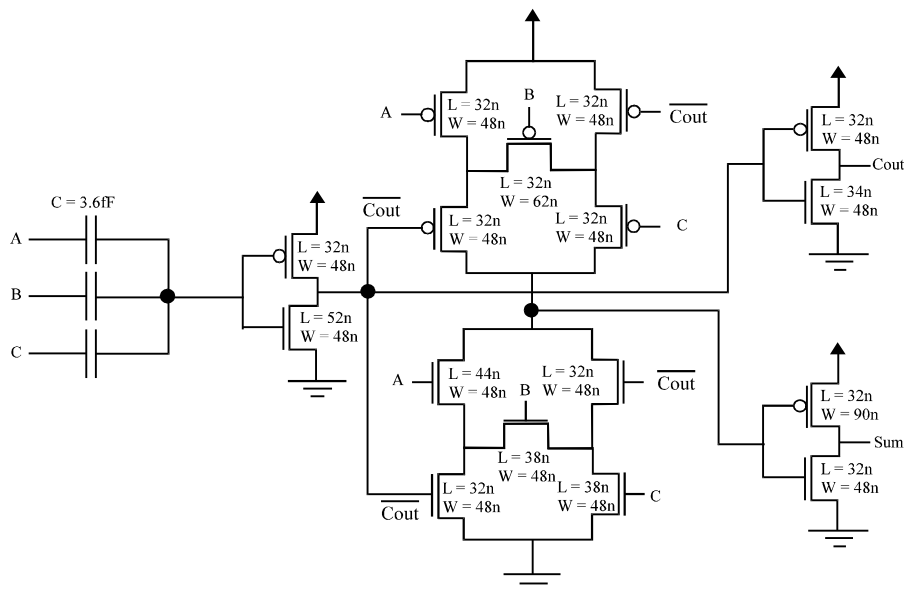 C = 3.6fF
A
B
C
L = 32n
W = 48n
L = 52n
W = 48n
A
L = 32n
W = 48n
B
L = 32n
W = 48n
Cout
L = 32n
W = 62n
Cout
L = 32n
W = 48n
L = 32n
W = 48n
C
A
L = 44n
W = 48n
B
L = 32n
W = 48n
Cout
L = 38n
W = 48n
Cout
L = 32n
W = 48n
L = 38n
W = 48n
C
L = 32n
W = 48n
Cout
L = 34n
W = 48n
L = 32n
W = 90n
Sum
L = 32n
W = 48n